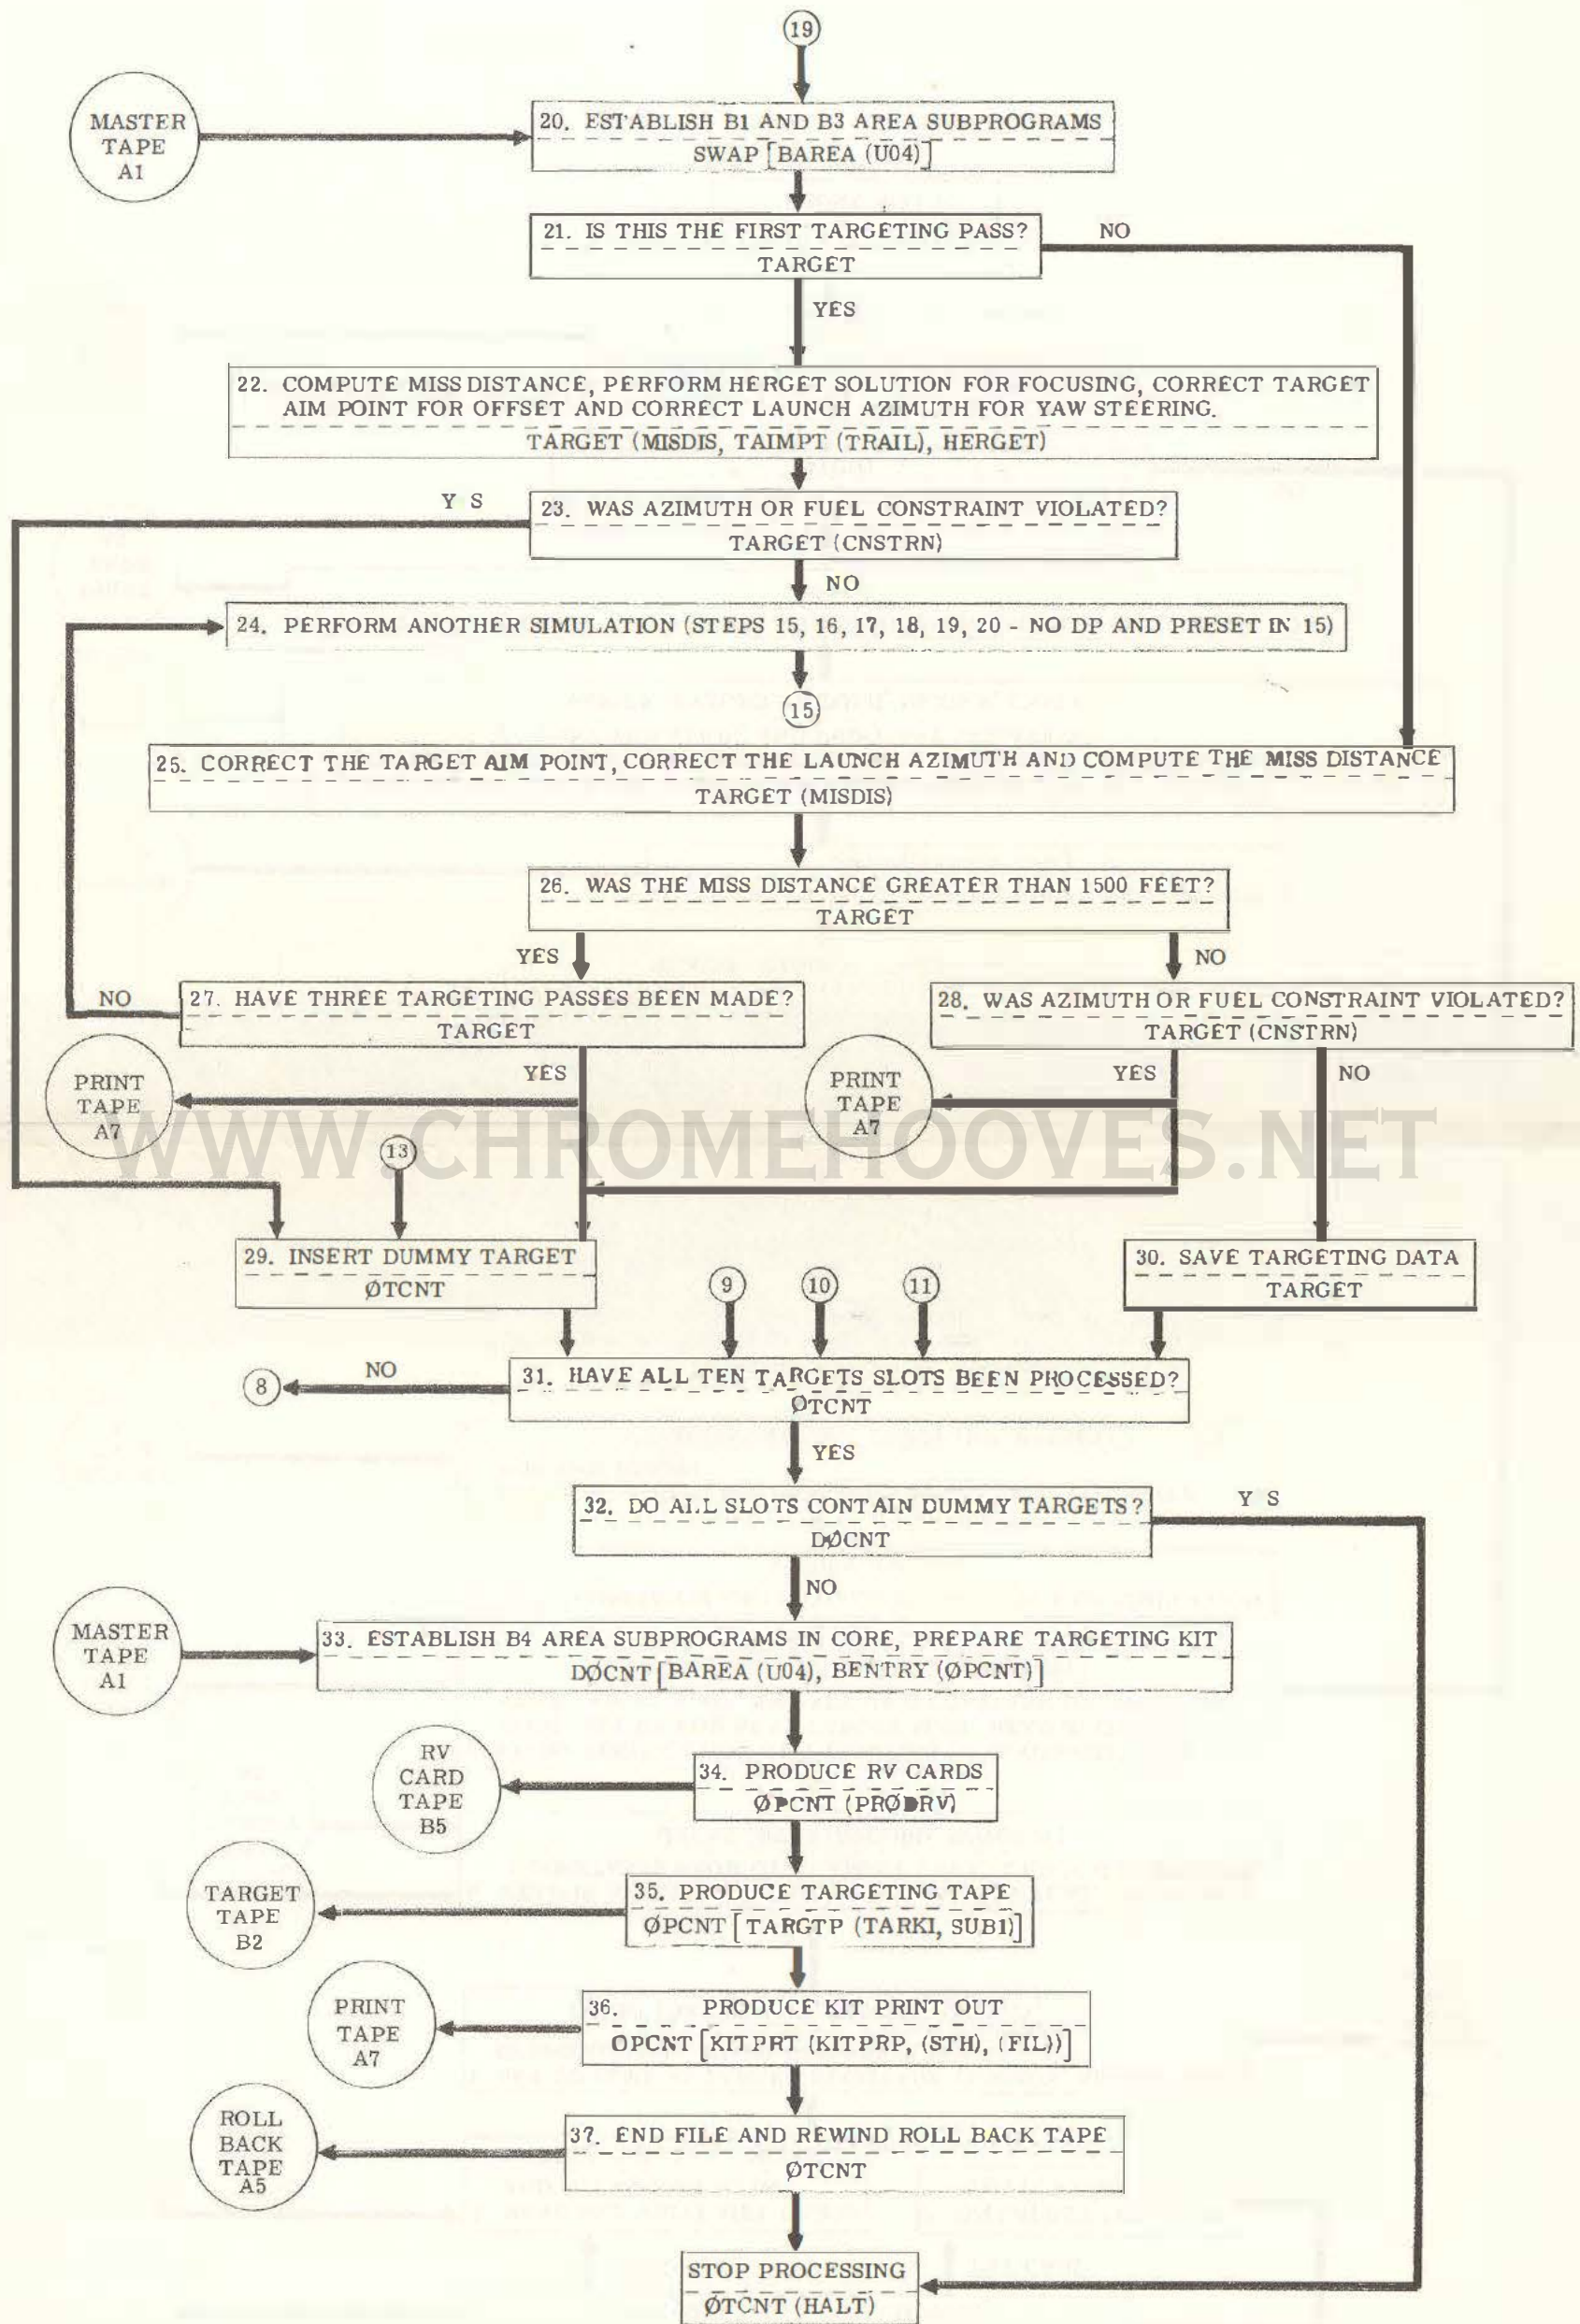 19
MASTER
TAPE
A1
20. ESTABLISH B1 AND B3 AREA SUBPROGRAMS
SWAP [BAREA (U04)]
21. IS THIS THE FIRST TARGETING PASS?
TARGET
NO
YES
22. COMPUTE MISS DISTANCE, PERFORM HERGET SOLUTION FOR FOCUSING, CORRECT TARGET
AIM POINT FOR OFFSET AND CORRECT LAUNCH AZIMUTH FOR YAW STEERING.
TARGET (MISDIS, TAIMPT (TRAIL), HERGET)
Y S
23. WAS AZIMUTH OR FUEL CONSTRAINT VIOLATED?
TARGET (CNSTRN)
NO
24. PERFORM ANOTHER SIMULATION (STEPS 15, 16, 17, 18, 19, 20 - NO DP AND PRESET IN 15)
15
25. CORRECT THE TARGET AIM POINT, CORRECT THE LAUNCH AZIMUTH AND COMPUTE THE MISS DISTANCE
TARGET (MISDIS)
26. WAS THE MISS DISTANCE GREATER THAN 1500 FEET?
TARGET
YES
NO
NO
27. HAVE THREE TARGETING PASSES BEEN MADE?
TARGET
28. WAS AZIMUTH OR FUEL CONSTRAINT VIOLATED?
TARGET (CNSTRN)
PRINT
TAPE
A7
YES
PRINT
TAPE
A7
YES
NO
WWW.CHROMEHOOVES.NET
13
29. INSERT DUMMY TARGET
ØTCNT
9
10
11
30. SAVE TARGETING DATA
TARGET
8
NO
31. HAVE ALL TEN TARGETS SLOTS BEEN PROCESSED?
ØTCNT
YES
32. DO ALL SLOTS CONTAIN DUMMY TARGETS?
DØCNT
Y S
NO
MASTER
TAPE
A1
33. ESTABLISH B4 AREA SUBPROGRAMS IN CORE, PREPARE TARGETING KIT
DØCNT [BAREA (U04), BENTRY (ØPCNT)]
RV
CARD
TAPE
B5
34. PRODUCE RV CARDS
ØPCNT (PRØDRV)
TARGET
TAPE
B2
35. PRODUCE TARGETING TAPE
ØPCNT [TARGTP (TARKI, SUB1)]
PRINT
TAPE
A7
36. PRODUCE KIT PRINT OUT
OPCNT [KITPRT (KITPRP, (STH), (FIL))]
ROLL
BACK
TAPE
A5
37. END FILE AND REWIND ROLL BACK TAPE
ØTCNT
STOP PROCESSING
ØTCNT (HALT)